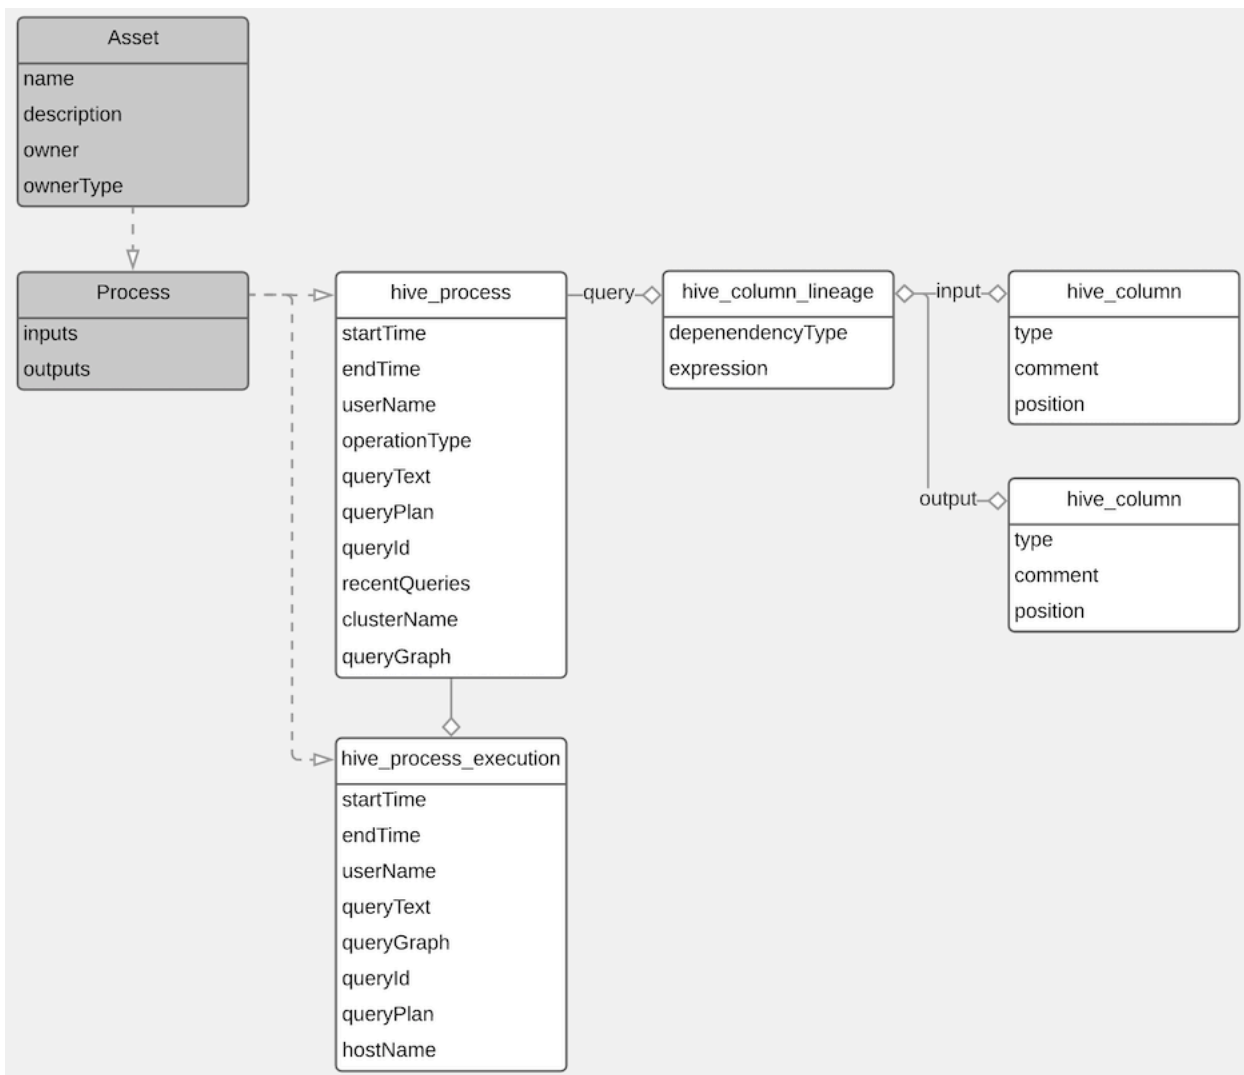 Asset
name
description
owner
ownerType
Process
inputs
outputs
hive_process
startTime
endTime
userName
operationType
queryText
queryPlan
queryId
recentQueries
clusterName
queryGraph
query
hive_column_lineage
depenendencyType
expression
input
hive_column
type
comment
position
output
hive_column
type
comment
position
hive_process_execution
startTime
endTime
userName
queryText
queryGraph
queryId
queryPlan
hostName